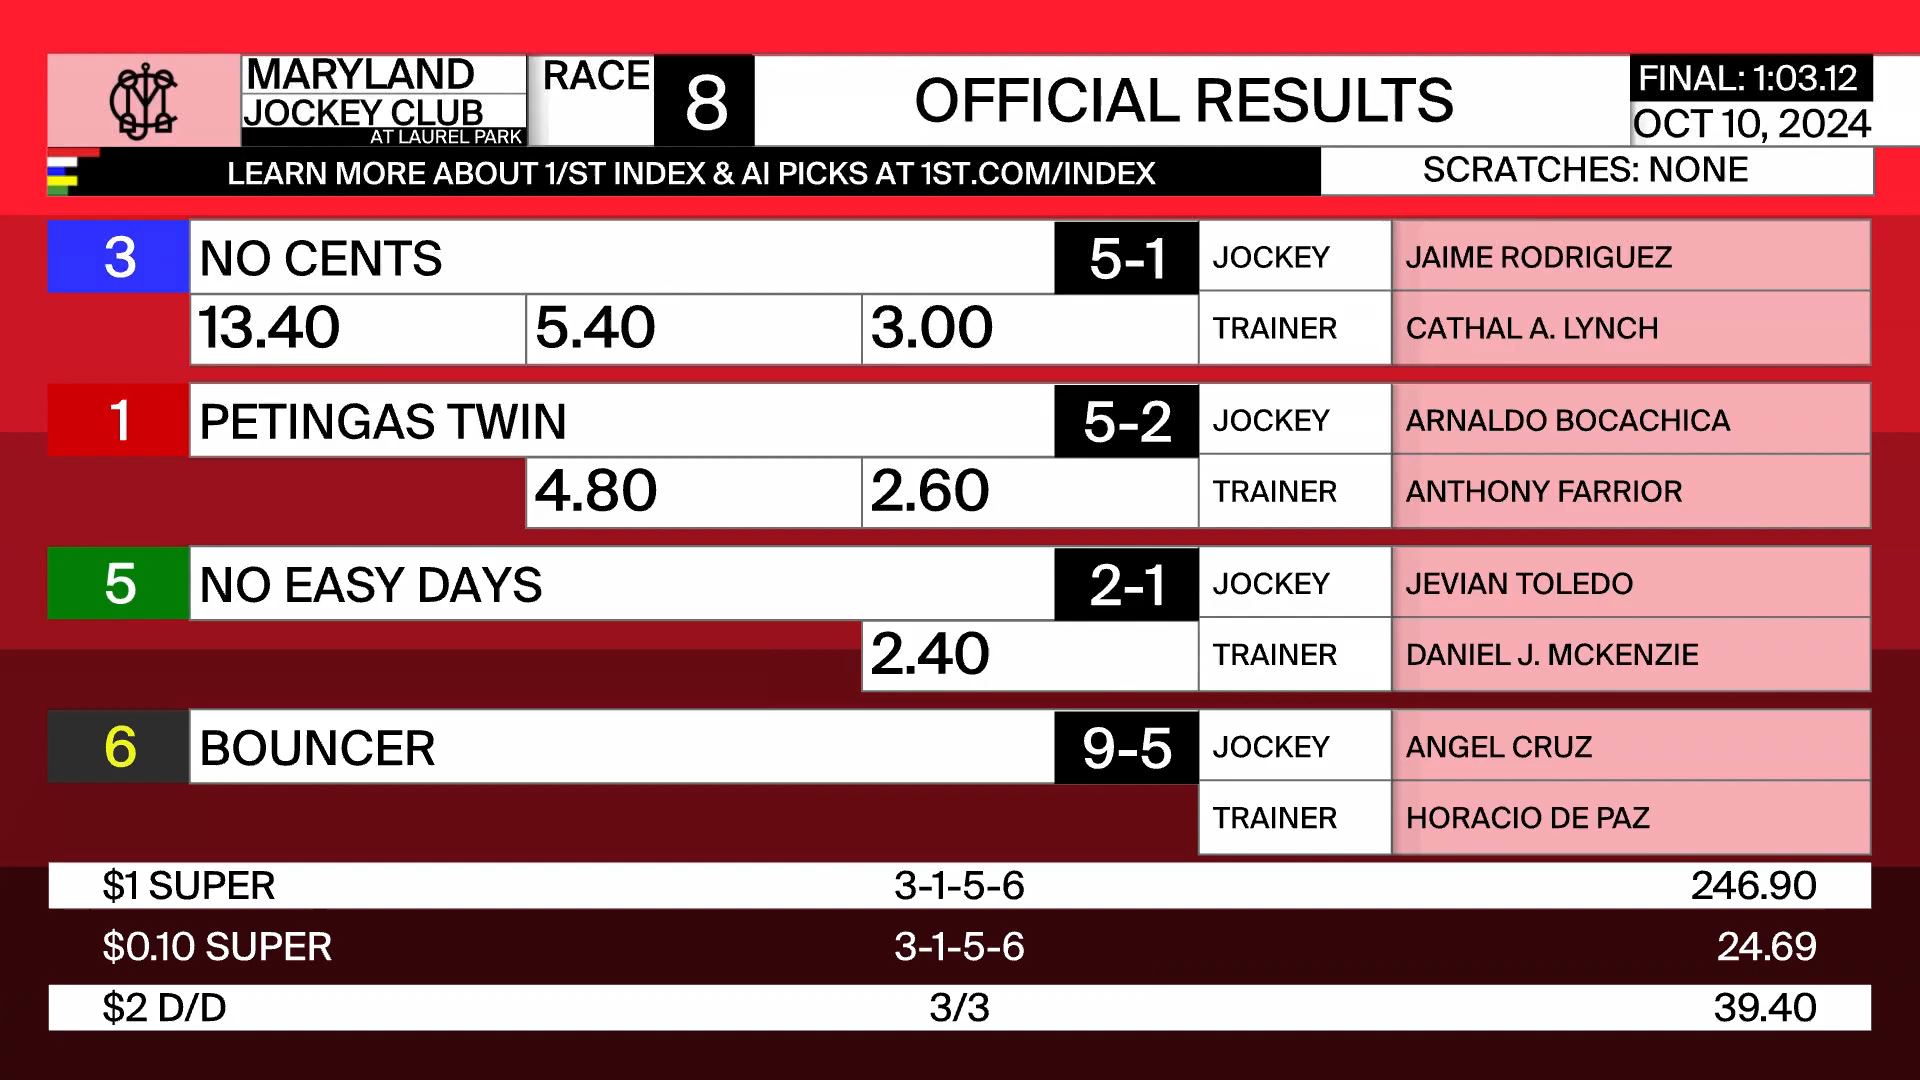 MARYLAND
JOCKEY CLUB
AT LAUREL PARK
RACE 8
OFFICIAL RESULTS
FINAL: 1:03.12
OCT 10, 2024
LEARN MORE ABOUT 1/ST INDEX & AI PICKS AT 1ST.COM/INDEX
SCRATCHES: NONE
3 NO CENTS 5-1 JOCKEY JAIME RODRIGUEZ
13.40 5.40 3.00 TRAINER CATHAL A. LYNCH
1 PETINGAS TWIN 5-2 JOCKEY ARNALDO BOCACHICA
4.80 2.60 TRAINER ANTHONY FARRIOR
5 NO EASY DAYS 2-1 JOCKEY JEVIAN TOLEDO
2.40 TRAINER DANIEL J. MCKENZIE
6 BOUNCER 9-5 JOCKEY ANGEL CRUZ
TRAINER HORACIO DE PAZ
$1 SUPER 3-1-5-6 246.90
$0.10 SUPER 3-1-5-6 24.69
$2 D/D 3/3 39.40